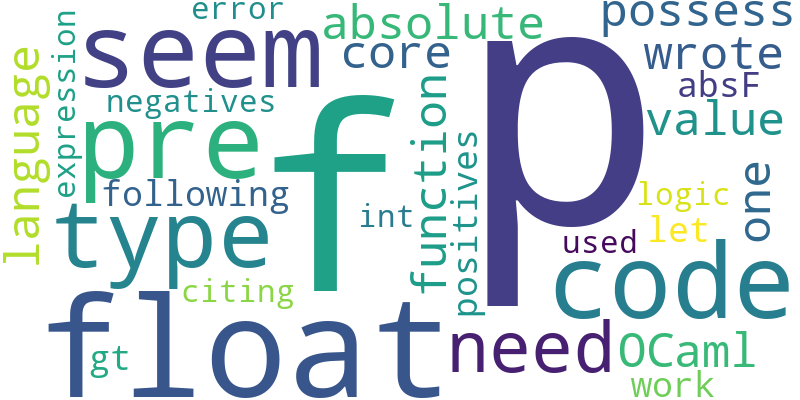 error
absolute
possess
seem
core
p
wrote
language
expression
absF
negatives
pre
f
function
value
following
positives
logic
one
type
int
let
used
citing
code
float
gt
need
OCaml
work